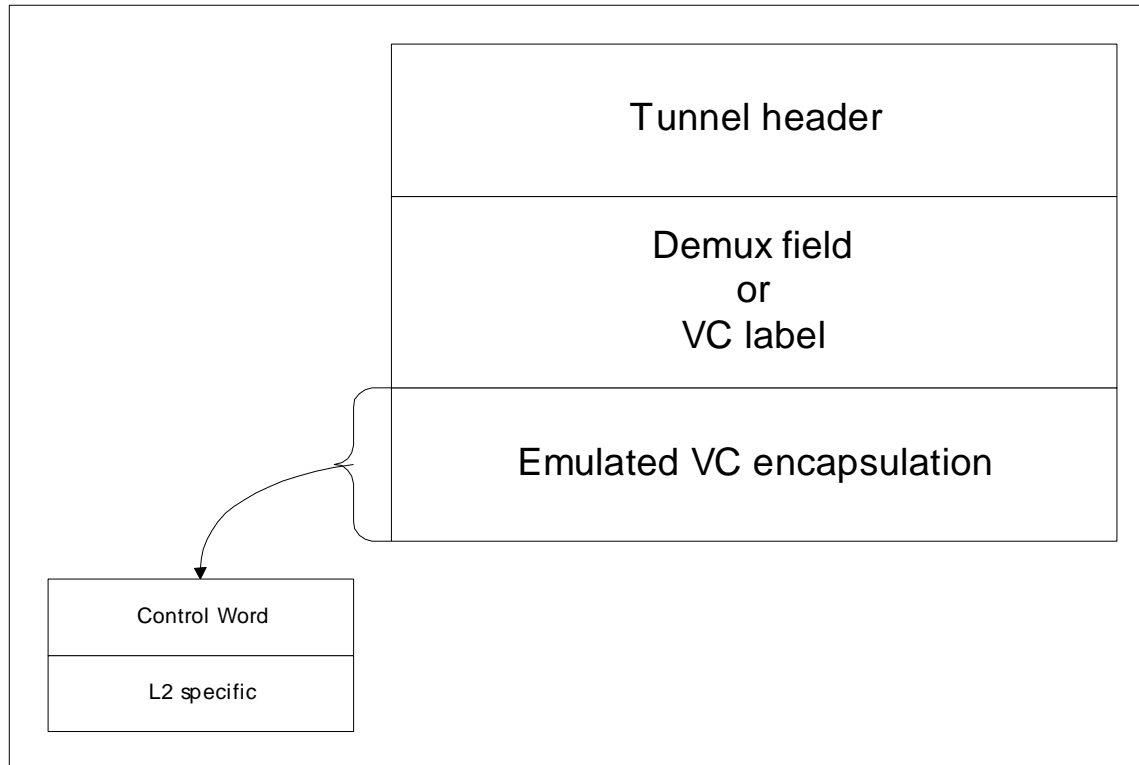 Tunnel header
Demux field
or
VC label
Emulated VC encapsulation
Control Word
L2 specific